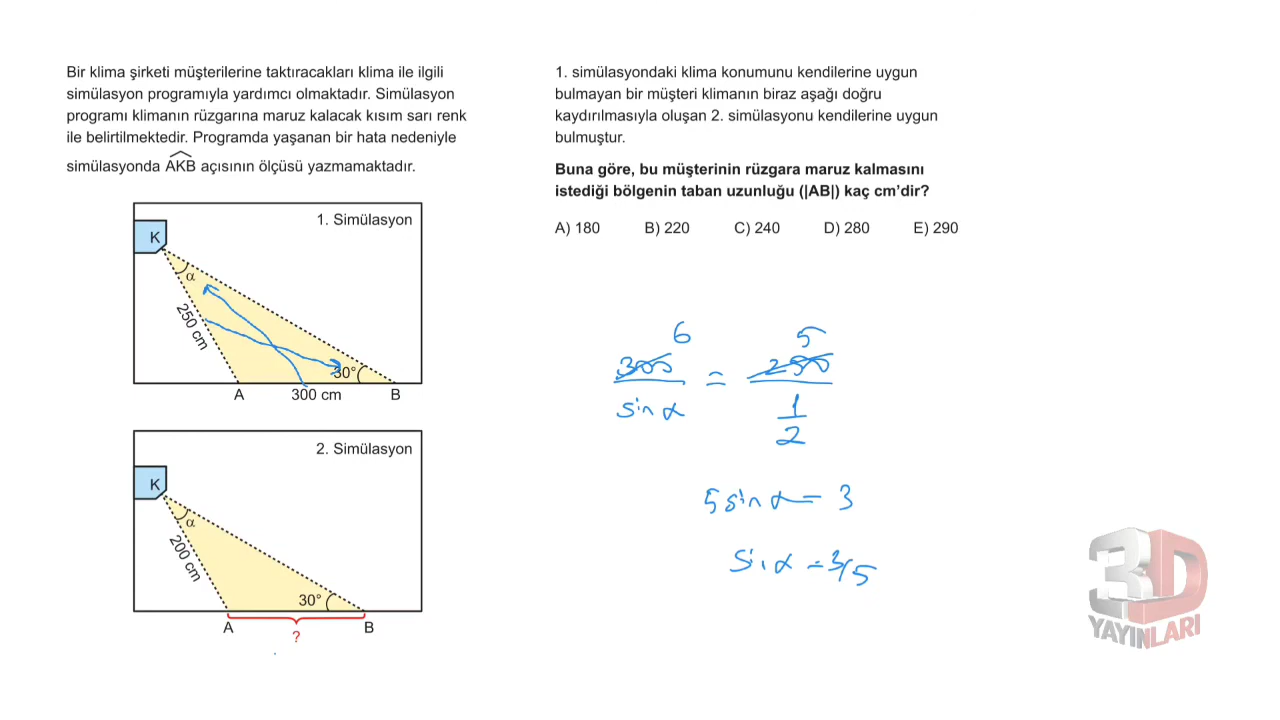 Bir klima şirketi müşterilerine taktıracakları klima ile ilgili
simülasyon programıyla yardımcı olmaktadır. Simülasyon
programı klimanın rüzgarına maruz kalacak kısım sarı renk
ile belirtilmektedir. Programda yaşanan bir hata nedeniyle
simülasyonda AKB açısının ölçüsü yazmamaktadır.
1. Simülasyon
K
α
250 cm
30°
A
300 cm
B
2. Simülasyon
K
α
200 cm
30°
A
B
?
1. simülasyondaki klima konumunu kendilerine uygun
bulmayan bir müşteri klimanın biraz aşağı doğru
kaydırılmasıyla oluşan 2. simülasyonu kendilerine uygun
bulmuştur.
Buna göre, bu müşterinin rüzgara maruz kalmasını
istediği bölgenin taban uzunluğu (|AB|) kaç cm'dir?
A) 180 B) 220 C) 240 D) 280 E) 290
6 5
300 = 250
sin α 1
2
5 sin α = 3
sin α = 3/5
3D
YAYINLARI